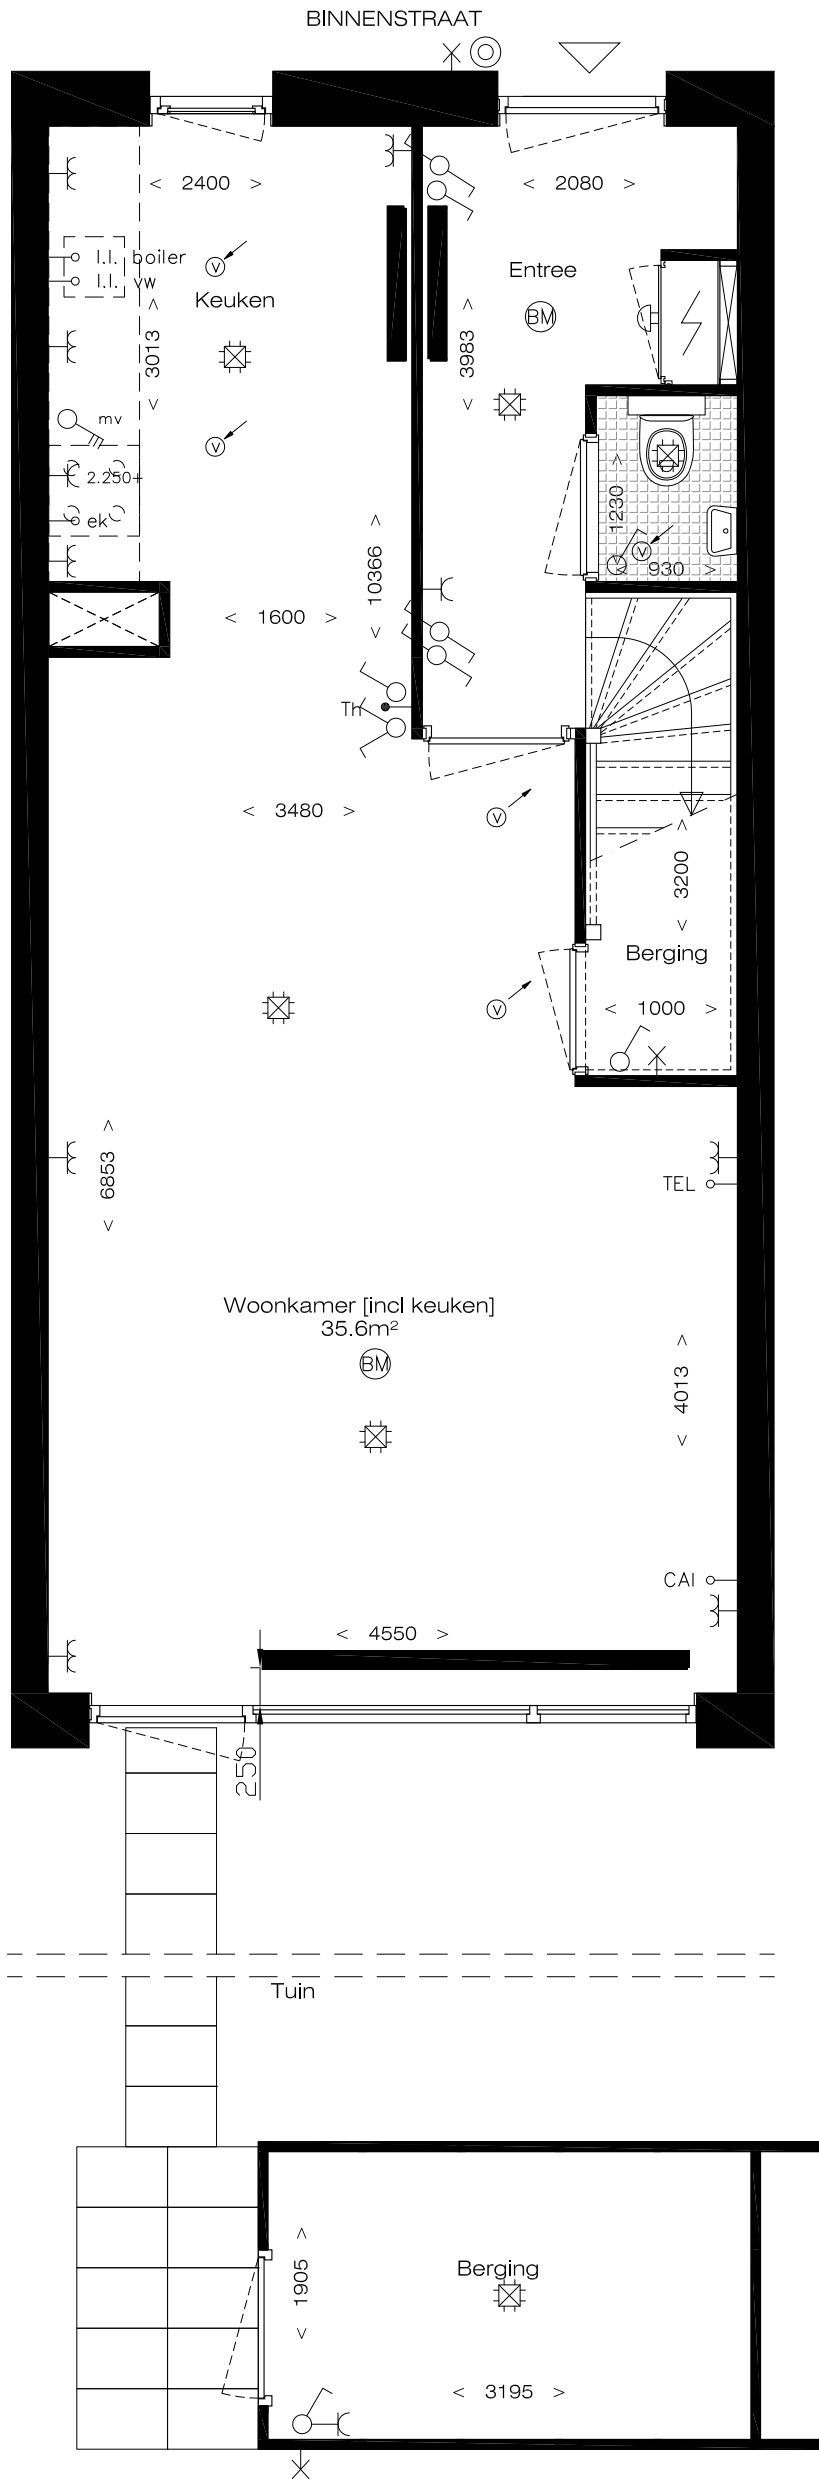 BINNENSTRAAT
< 2400 >
< 2080 >
l.l. boiler
l.l. vw
V
Entree
Keuken
BM
< 3013 >
< 3983 >
mv
V
2.250+
ek
< 1230 >
V
< 930 >
< 10366 >
< 1600 >
Th
< 3480 >
V
< 3200 >
Berging
V
< 1000 >
< 6853 >
TEL
Woonkamer [incl keuken]
35.6m²
BM
< 4013 >
CAI
< 4550 >
250
Tuin
< 1905 >
Berging
< 3195 >